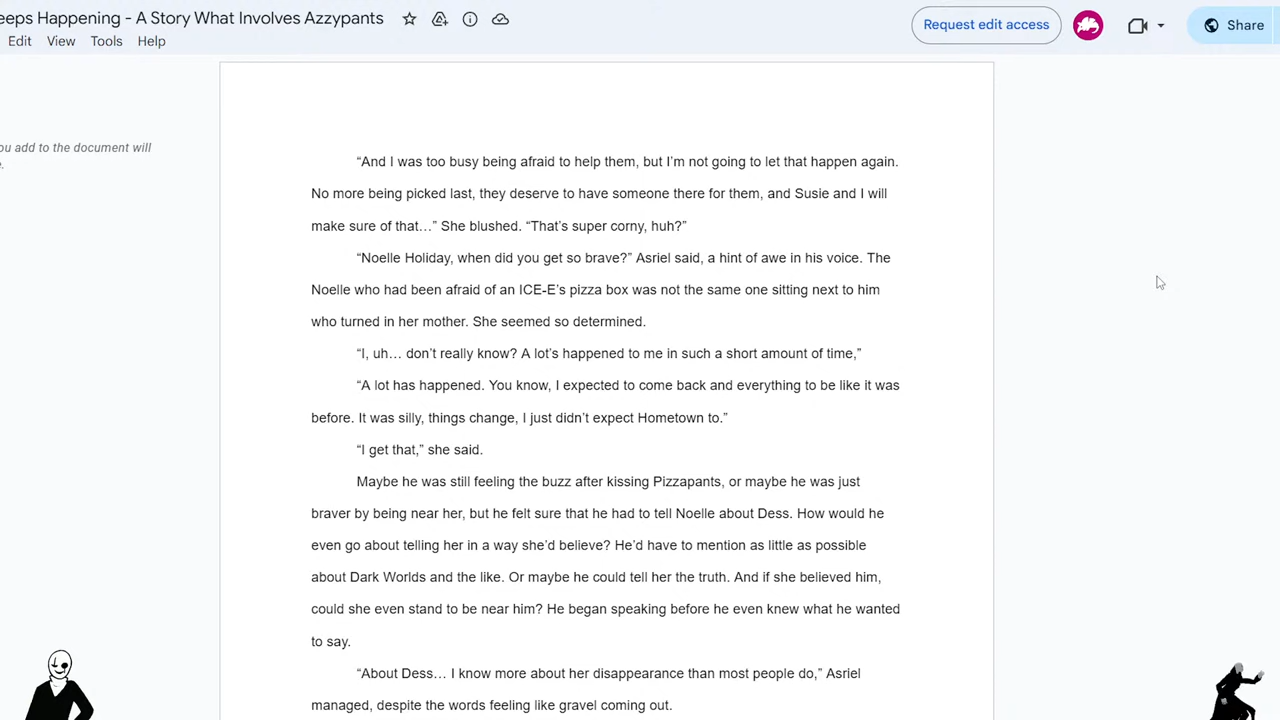 eeps Happening - A Story What Involves Azzypants
Request edit access
Share
Edit View Tools Help
ou add to the document will
e.
“And I was too busy being afraid to help them, but I’m not going to let that happen again.
No more being picked last, they deserve to have someone there for them, and Susie and I will
make sure of that…” She blushed. “That’s super corny, huh?”
“Noelle Holiday, when did you get so brave?” Asriel said, a hint of awe in his voice. The
Noelle who had been afraid of an ICE-E’s pizza box was not the same one sitting next to him
who turned in her mother. She seemed so determined.
“I, uh… don’t really know? A lot’s happened to me in such a short amount of time,”
“A lot has happened. You know, I expected to come back and everything to be like it was
before. It was silly, things change, I just didn’t expect Hometown to.”
“I get that,” she said.
Maybe he was still feeling the buzz after kissing Pizzapants, or maybe he was just
braver by being near her, but he felt sure that he had to tell Noelle about Dess. How would he
even go about telling her in a way she’d believe? He’d have to mention as little as possible
about Dark Worlds and the like. Or maybe he could tell her the truth. And if she believed him,
could she even stand to be near him? He began speaking before he even knew what he wanted
to say.
“About Dess… I know more about her disappearance than most people do,” Asriel
managed, despite the words feeling like gravel coming out.